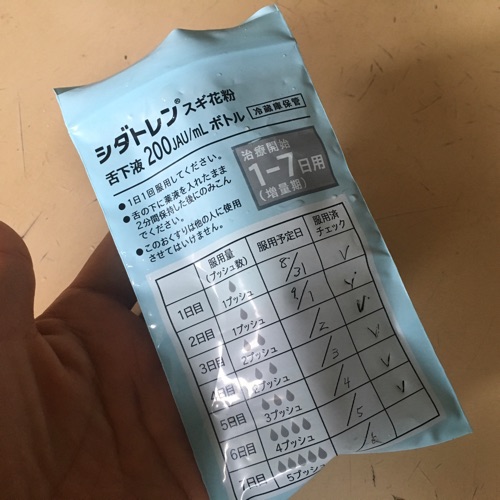 シダトレン® スギ花粉
舌下液 200JAU/mL ボトル 冷蔵庫保管
●1日1回服用してください。
●舌の下に薬液を入れたまま
2分間保持した後にのみこん
でください。
●このおくすりは他の人に使用
させてはいけません。
治療開始
1-7日用
(増量期)
服用量
(プッシュ数) 服用予定日 服用済
チェック
1日目 1プッシュ 8/31 V
2日目 1プッシュ 9/1 V
3日目 2プッシュ /2 V
4日目 2プッシュ /3 V
5日目 3プッシュ /4 V
6日目 4プッシュ /5
7日目 5プッシュ